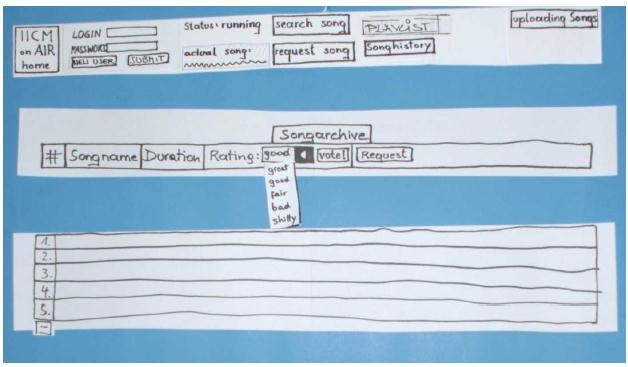 IICM
on AIR
home
LOGIN
PASSWORD
NEU USER SUBMIT
Status: running
actual song:
search song
request song
PLAYLIST
Songhistory
uploading Songs
Songarchive
# Songname Duration Rating: good vote! Request
great
good
fair
bad
shitty
1.
2.
3.
4.
5.